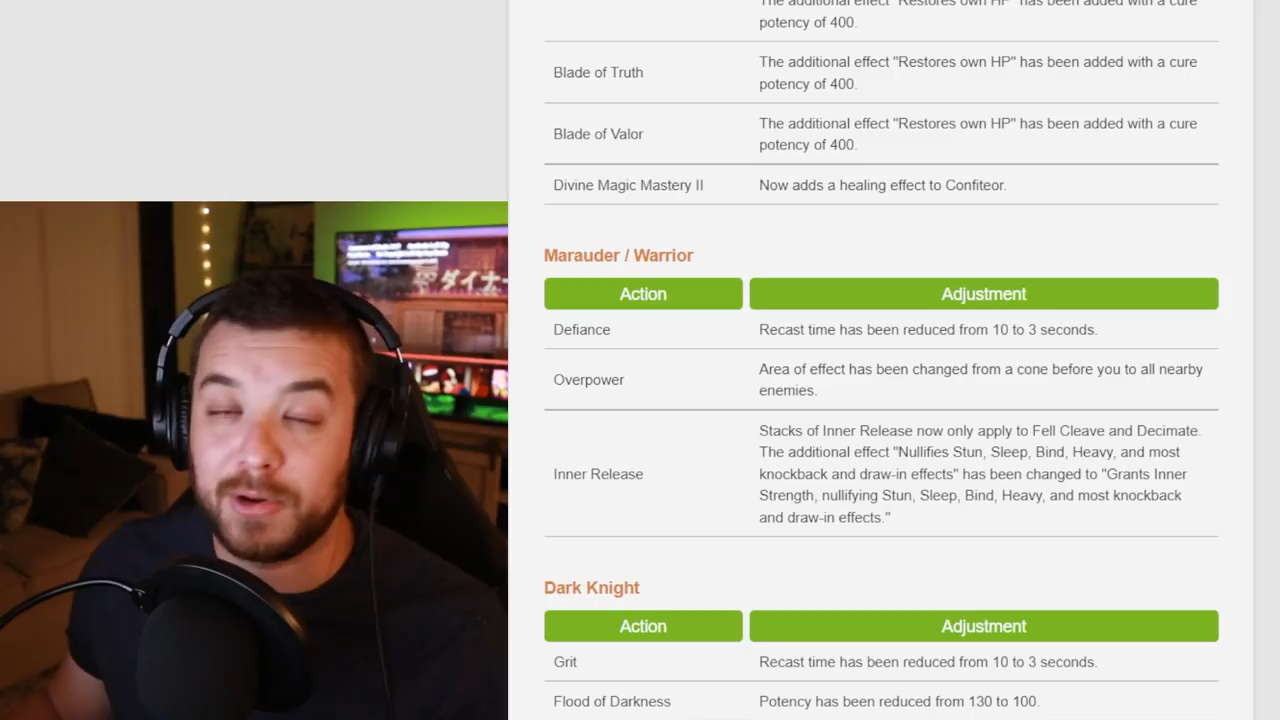 The additional effect "Restores own HP" has been added with a cure
potency of 400.
Blade of Truth
The additional effect "Restores own HP" has been added with a cure
potency of 400.
Blade of Valor
The additional effect "Restores own HP" has been added with a cure
potency of 400.
Divine Magic Mastery II
Now adds a healing effect to Confiteor.
Marauder / Warrior
Action
Adjustment
Defiance
Recast time has been reduced from 10 to 3 seconds.
Overpower
Area of effect has been changed from a cone before you to all nearby
enemies.
Inner Release
Stacks of Inner Release now only apply to Fell Cleave and Decimate.
The additional effect "Nullifies Stun, Sleep, Bind, Heavy, and most
knockback and draw-in effects" has been changed to "Grants Inner
Strength, nullifying Stun, Sleep, Bind, Heavy, and most knockback
and draw-in effects."
Dark Knight
Action
Adjustment
Grit
Recast time has been reduced from 10 to 3 seconds.
Flood of Darkness
Potency has been reduced from 130 to 100.
ダイナ